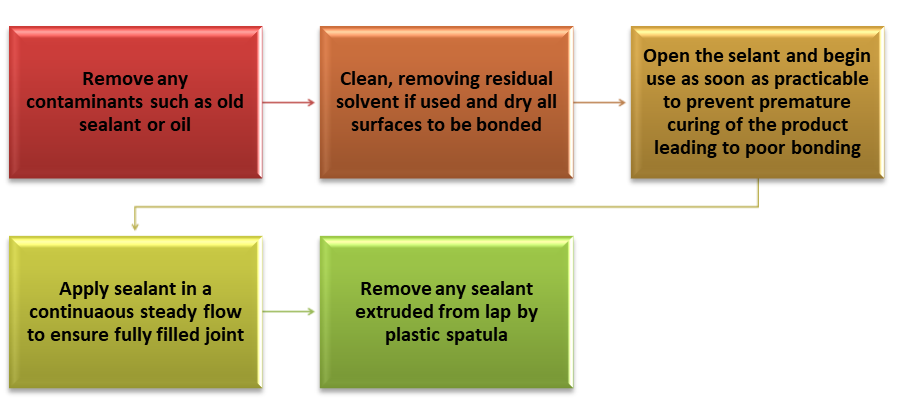 Remove any
contaminants such as old
sealant or oil
Clean, removing residual
solvent if used and dry all
surfaces to be bonded
Open the selant and begin
use as soon as practicable
to prevent premature
curing of the product
leading to poor bonding
Apply sealant in a
continuaous steady flow
to ensure fully filled joint
Remove any sealant
extruded from lap by
plastic spatula